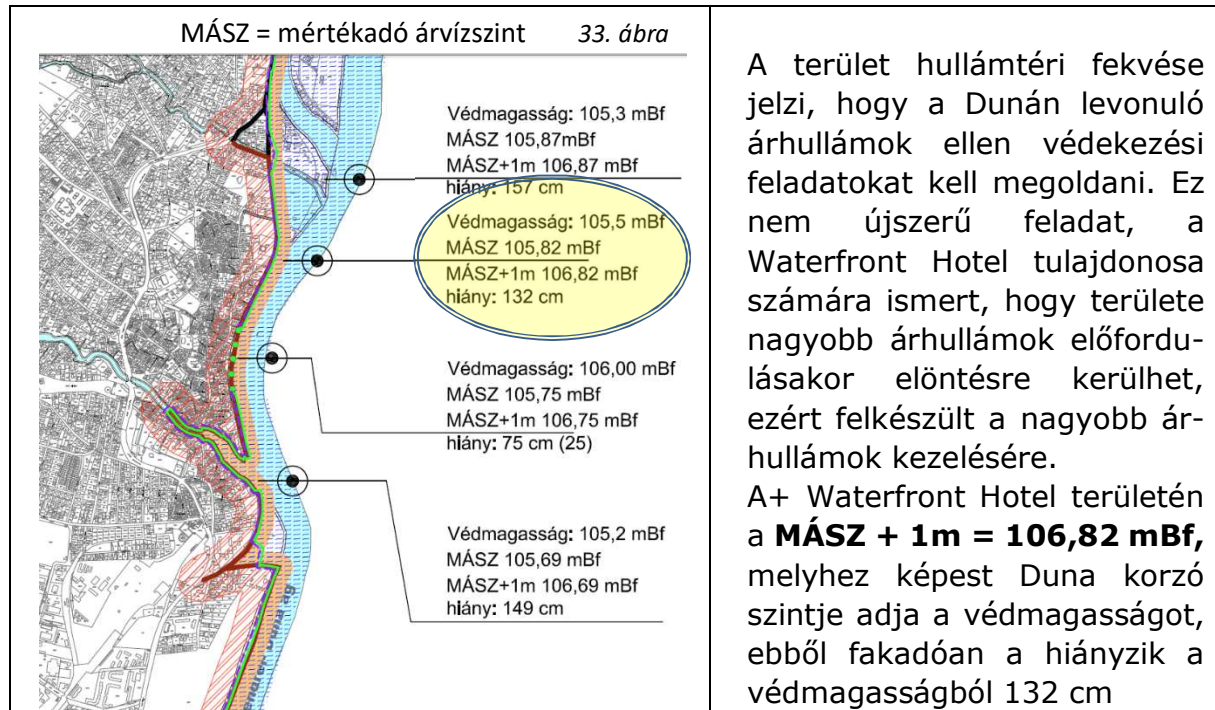 MÁSZ = mértékadó árvízszint 33. ábra
Védmagasság: 105,3 mBf
MÁSZ 105,87mBf
MÁSZ+1m 106,87 mBf
hiány: 157 cm
Védmagasság: 105,5 mBf
MÁSZ 105,82 mBf
MÁSZ+1m 106,82 mBf
hiány: 132 cm
Védmagasság: 106,00 mBf
MÁSZ 105,75 mBf
MÁSZ+1m 106,75 mBf
hiány: 75 cm (25)
Védmagasság: 105,2 mBf
MÁSZ 105,69 mBf
MÁSZ+1m 106,69 mBf
hiány: 149 cm
Duna ág
A terület hullámtéri fekvése
jelzi, hogy a Dunán levonuló
árhullámok ellen védekezési
feladatokat kell megoldani. Ez
nem újszerű feladat, a
Waterfront Hotel tulajdonosa
számára ismert, hogy területe
nagyobb árhullámok előfordu-
lásakor elöntésre kerülhet,
ezért felkészült a nagyobb ár-
hullámok kezelésére.
A+ Waterfront Hotel területén
a MÁSZ + 1m = 106,82 mBf,
melyhez képest Duna korzó
szintje adja a védmagasságot,
ebből fakadóan a hiányzik a
védmagasságból 132 cm